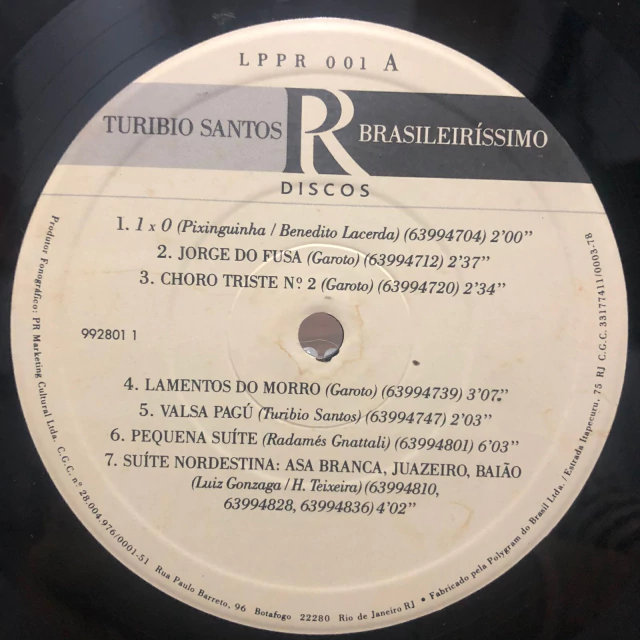 LPPR 001 A
TURIBIO SANTOS PR BRASILEIRÍSSIMO
DISCOS
1. 1 x 0 (Pixinguinha / Benedito Lacerda) (63994704) 2'00"
2. JORGE DO FUSA (Garoto) (63994712) 2'37"
3. CHORO TRISTE Nº 2 (Garoto) (63994720) 2'34"
992801 1
4. LAMENTOS DO MORRO (Garoto) (63994739) 3'07."
5. VALSA PAGÚ (Turibio Santos) (63994747) 2'03"
6. PEQUENA SUÍTE (Radamés Gnattali) (63994801) 6'03"
7. SUÍTE NORDESTINA: ASA BRANCA, JUAZEIRO, BAIÃO
(Luiz Gonzaga / H. Teixeira) (63994810,
63994828, 63994836) 4'02"
Produtor Fonográfico: PR Marketing Cultural Ltda. C.G.C. nº 28.004.976/0001-51 Rua Paulo Barreto, 96 Botafogo 22280 Rio de Janeiro RJ • Fabricado pela Polygram do Brasil Ltda. / Estrada Itapecuru, 75 RJ C.G.C. 33177411/0003-78